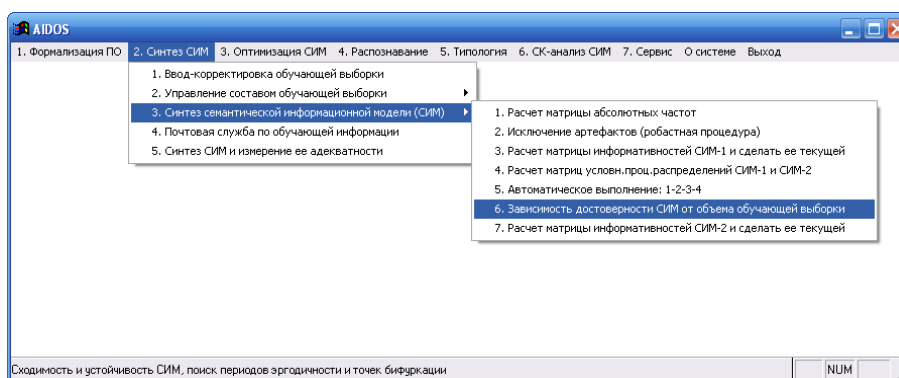 AIDOS
1. Формализация ПО 2. Синтез СИМ 3. Оптимизация СИМ 4. Распознавание 5. Типология 6. СК-анализ СИМ 7. Сервис О системе Выход
1. Ввод-корректировка обучающей выборки
2. Управление составом обучающей выборки
3. Синтез семантической информационной модели (СИМ)
4. Почтовая служба по обучающей информации
5. Синтез СИМ и измерение ее адекватности
1. Расчет матрицы абсолютных частот
2. Исключение артефактов (робастная процедура)
3. Расчет матрицы информативностей СИМ-1 и сделать ее текущей
4. Расчет матриц условн.проц.распределений СИМ-1 и СИМ-2
5. Автоматическое выполнение: 1-2-3-4
6. Зависимость достоверности СИМ от объема обучающей выборки
7. Расчет матрицы информативностей СИМ-2 и сделать ее текущей
Сходимость и устойчивость СИМ, поиск периодов эргодичности и точек бифуркации NUM